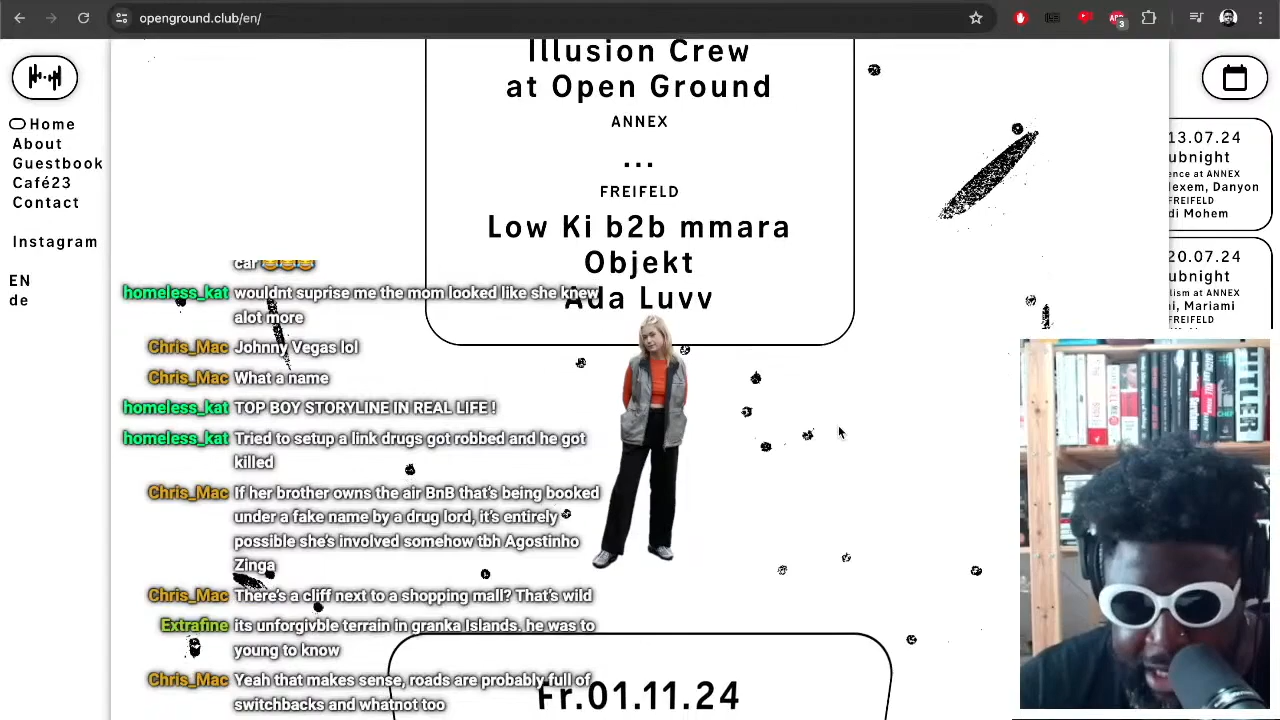 openground.club/en/
3
Illusion Crew
at Open Ground
ANNEX
...
FREIFELD
Low Ki b2b mmara
Objekt
Ada Luvv
Fr.01.11.24
Home
About
Guestbook
Café23
Contact
Instagram
EN
de
13.07.24
ubnight
ence at ANNEX
lexem, Danyon
FREIFELD
di Mohem
20.07.24
ubnight
lism at ANNEX
ni, Mariami
FREIFELD
car 😂😂😂
homeless_kat wouldnt suprise me the mom looked like she knew
alot more
Chris_Mac Johnny Vegas lol
Chris_Mac What a name
homeless_kat TOP BOY STORYLINE IN REAL LIFE !
homeless_kat Tried to setup a link drugs got robbed and he got
killed
Chris_Mac If her brother owns the air BnB that's being booked
under a fake name by a drug lord, it's entirely
possible she's involved somehow tbh Agostinho
Zinga
Chris_Mac There's a cliff next to a shopping mall? That's wild
Extrafine its unforgivble terrain in granka Islands. he was to
young to know
Chris_Mac Yeah that makes sense, roads are probably full of
switchbacks and whatnot too
HITLER